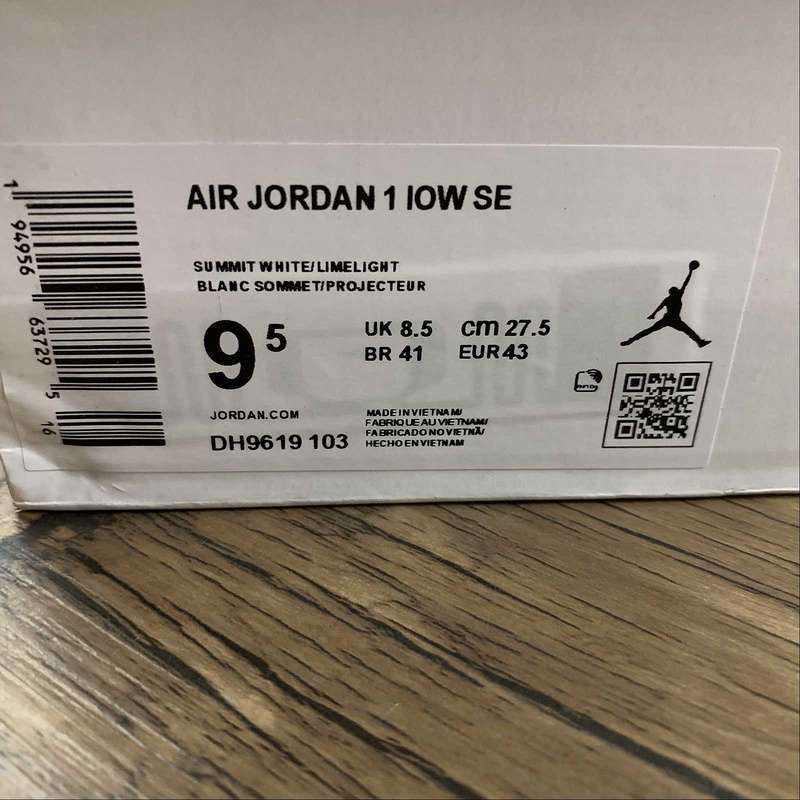 AIR JORDAN 1 lOW SE
SUMMIT WHITE/LIMELIGHT
BLANC SOMMET/PROJECTEUR
9 5
UK 8.5 cm 27.5
BR 41 EUR 43
JORDAN.COM
DH9619 103
MADE IN VIETNAM/
FABRIQUE AU VIETNAM/
FABRICADO NO VIETNÃ/
HECHO EN VIETNAM
1 94956 63729 5 16